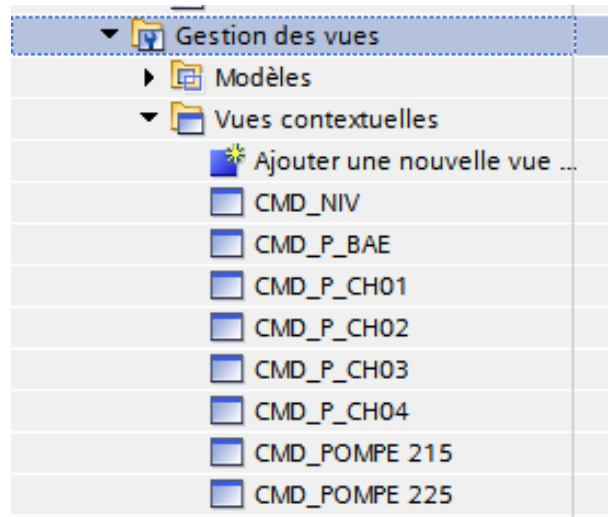 Gestion des vues
Modèles
Vues contextuelles
Ajouter une nouvelle vue ...
CMD_NIV
CMD_P_BAE
CMD_P_CH01
CMD_P_CH02
CMD_P_CH03
CMD_P_CH04
CMD_POMPE 215
CMD_POMPE 225